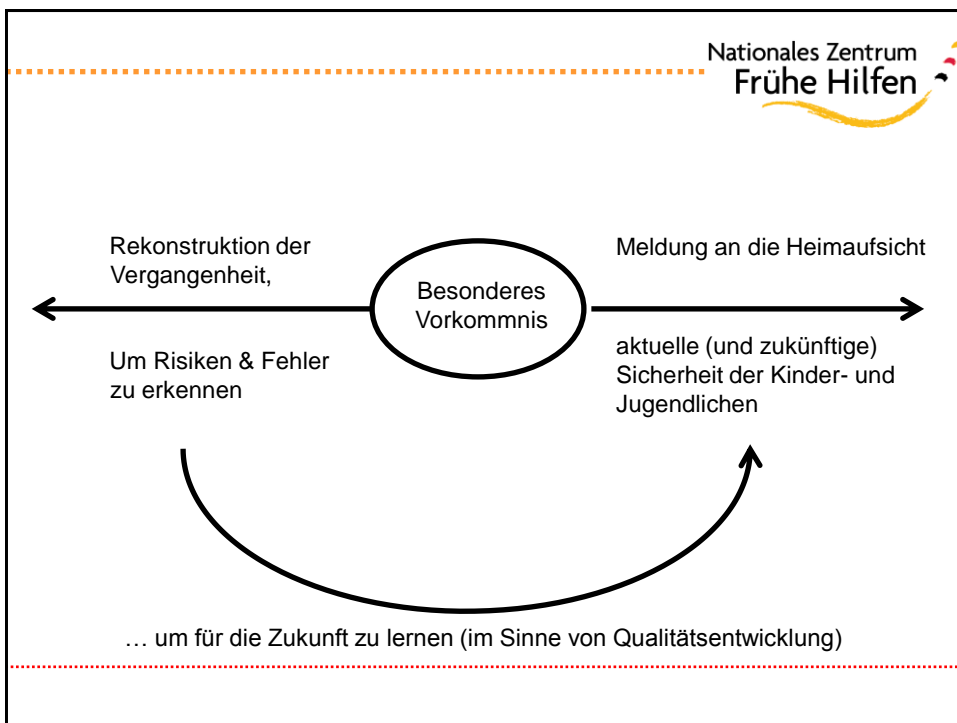 Nationales Zentrum
Frühe Hilfen
Rekonstruktion der
Vergangenheit,
Um Risiken & Fehler
zu erkennen
Besonderes
Vorkommnis
Meldung an die Heimaufsicht
aktuelle (und zukünftige)
Sicherheit der Kinder- und
Jugendlichen
… um für die Zukunft zu lernen (im Sinne von Qualitätsentwicklung)